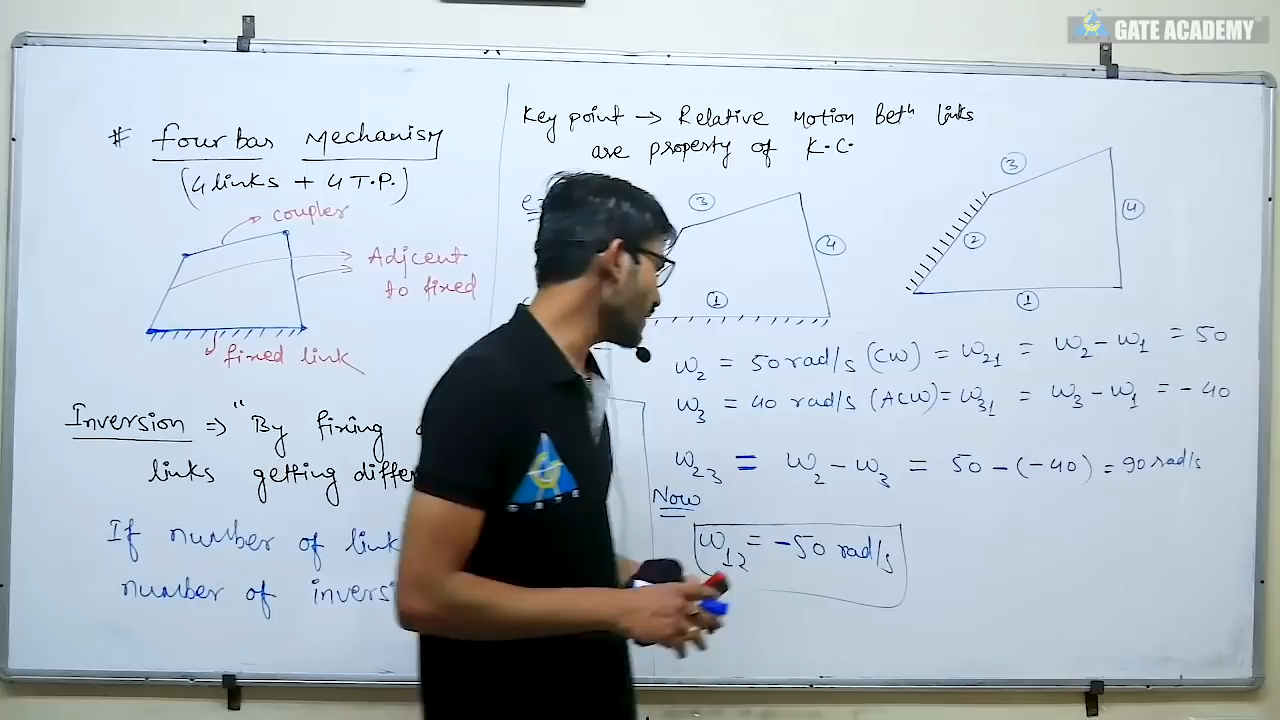 GATE ACADEMY
# four bar Mechanism
(4 links + 4 T.P.)
coupler
Adjcent
to fixed
fixed link
Inversion => "By fixing
links getting differ
If number of link
number of invers
Key point → Relative Motion Betⁿ links
are property of K.C.
3
4
1
3
2
4
1
ω₂ = 50 rad/s (CW) = ω₂₁ = ω₂ - ω₁ = 50
ω₃ = 40 rad/s (ACW) = ω₃₁ = ω₃ - ω₁ = -40
ω₂₃ = ω₂ - ω₃ = 50 - (-40) = 90 rad/s
Now
ω₁₂ = -50 rad/s
GATE